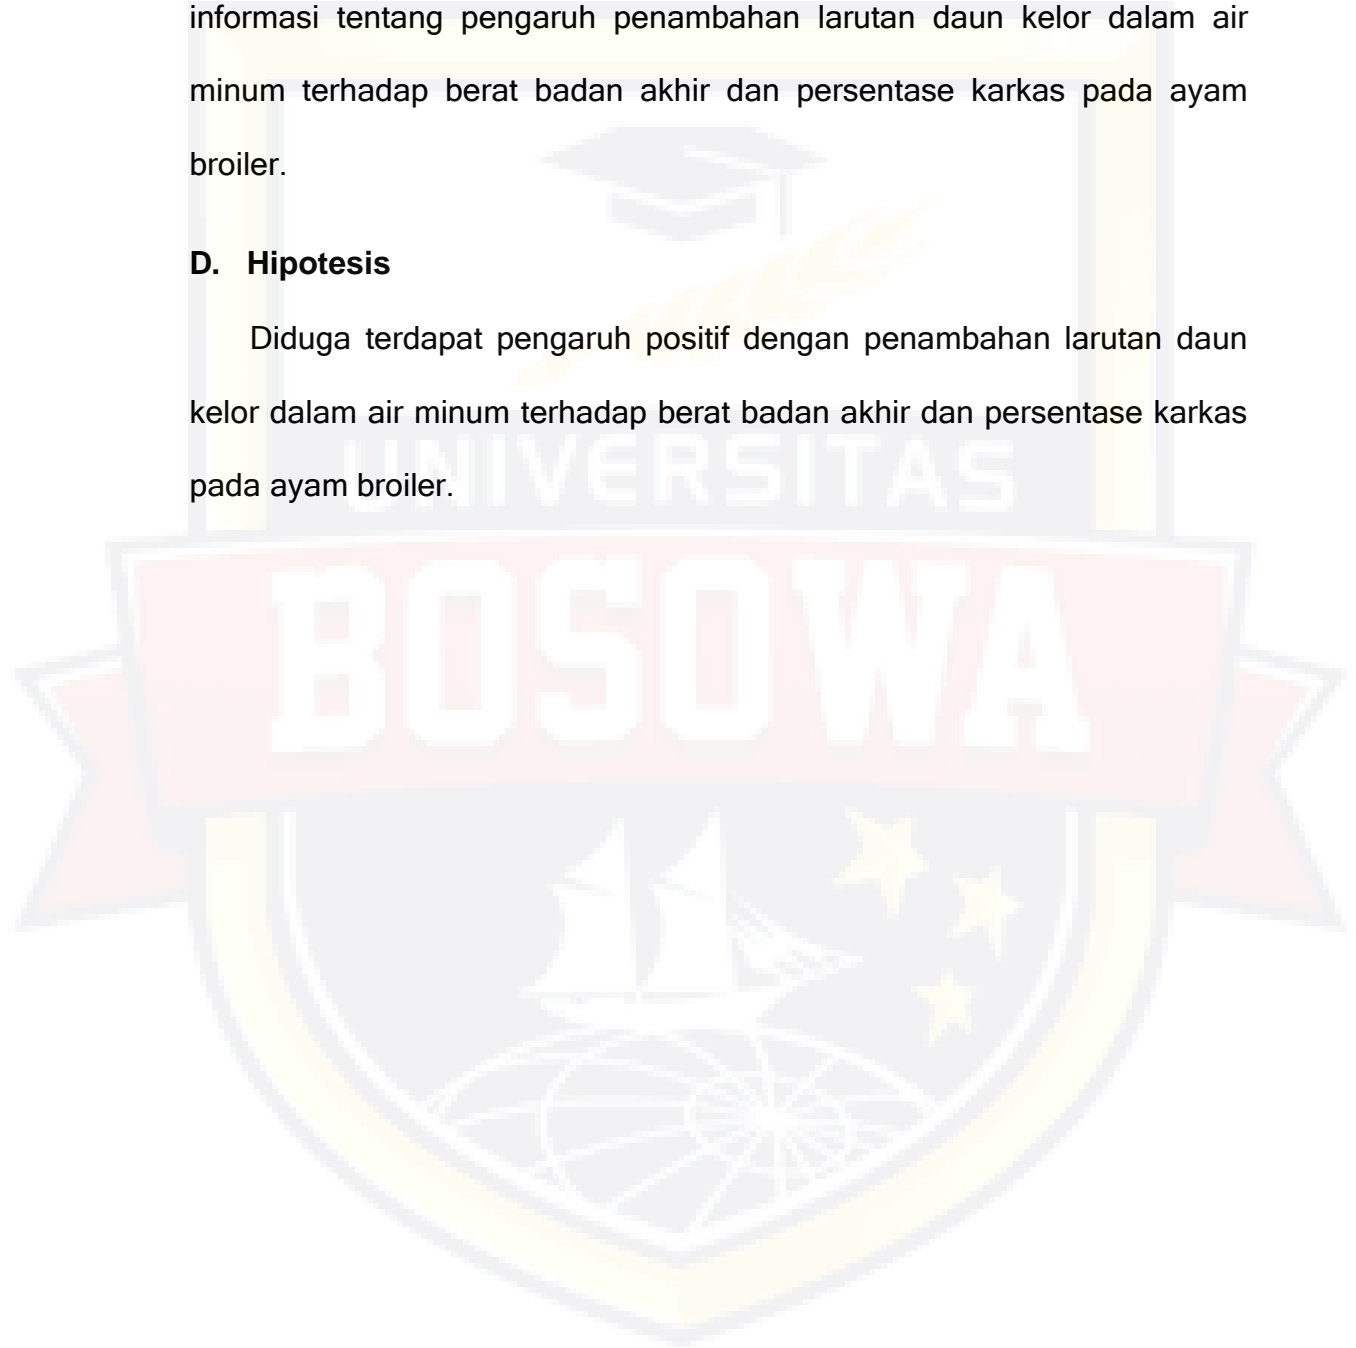 informasi tentang pengaruh penambahan larutan daun kelor dalam air
minum terhadap berat badan akhir dan persentase karkas pada ayam
broiler.
D. Hipotesis
Diduga terdapat pengaruh positif dengan penambahan larutan daun
kelor dalam air minum terhadap berat badan akhir dan persentase karkas
pada ayam broiler.
UNIVERSITAS
BOSOWA